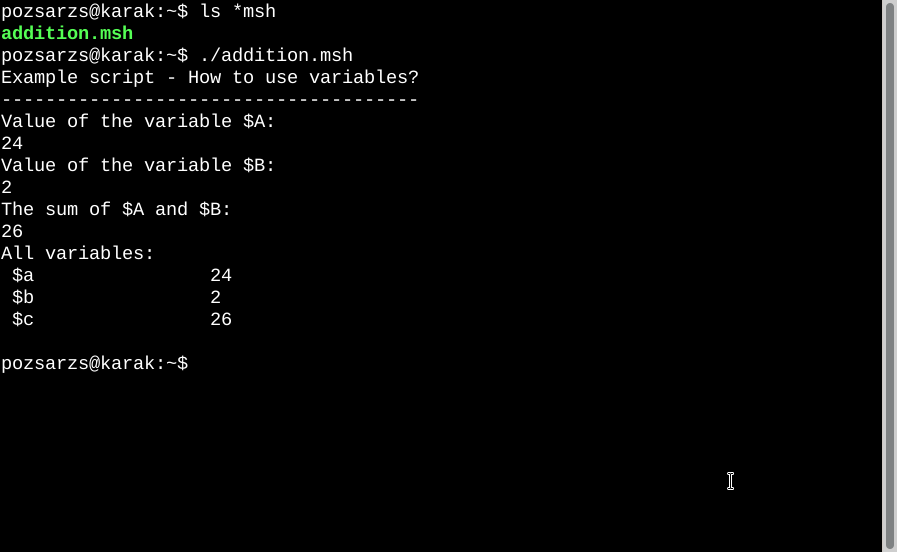 pozsarzs@karak:~$ ls *msh
addition.msh
pozsarzs@karak:~$ ./addition.msh
Example script - How to use variables?
--------------------------------------
Value of the variable $A:
24
Value of the variable $B:
2
The sum of $A and $B:
26
All variables:
 $a                24
 $b                2
 $c                26
pozsarzs@karak:~$